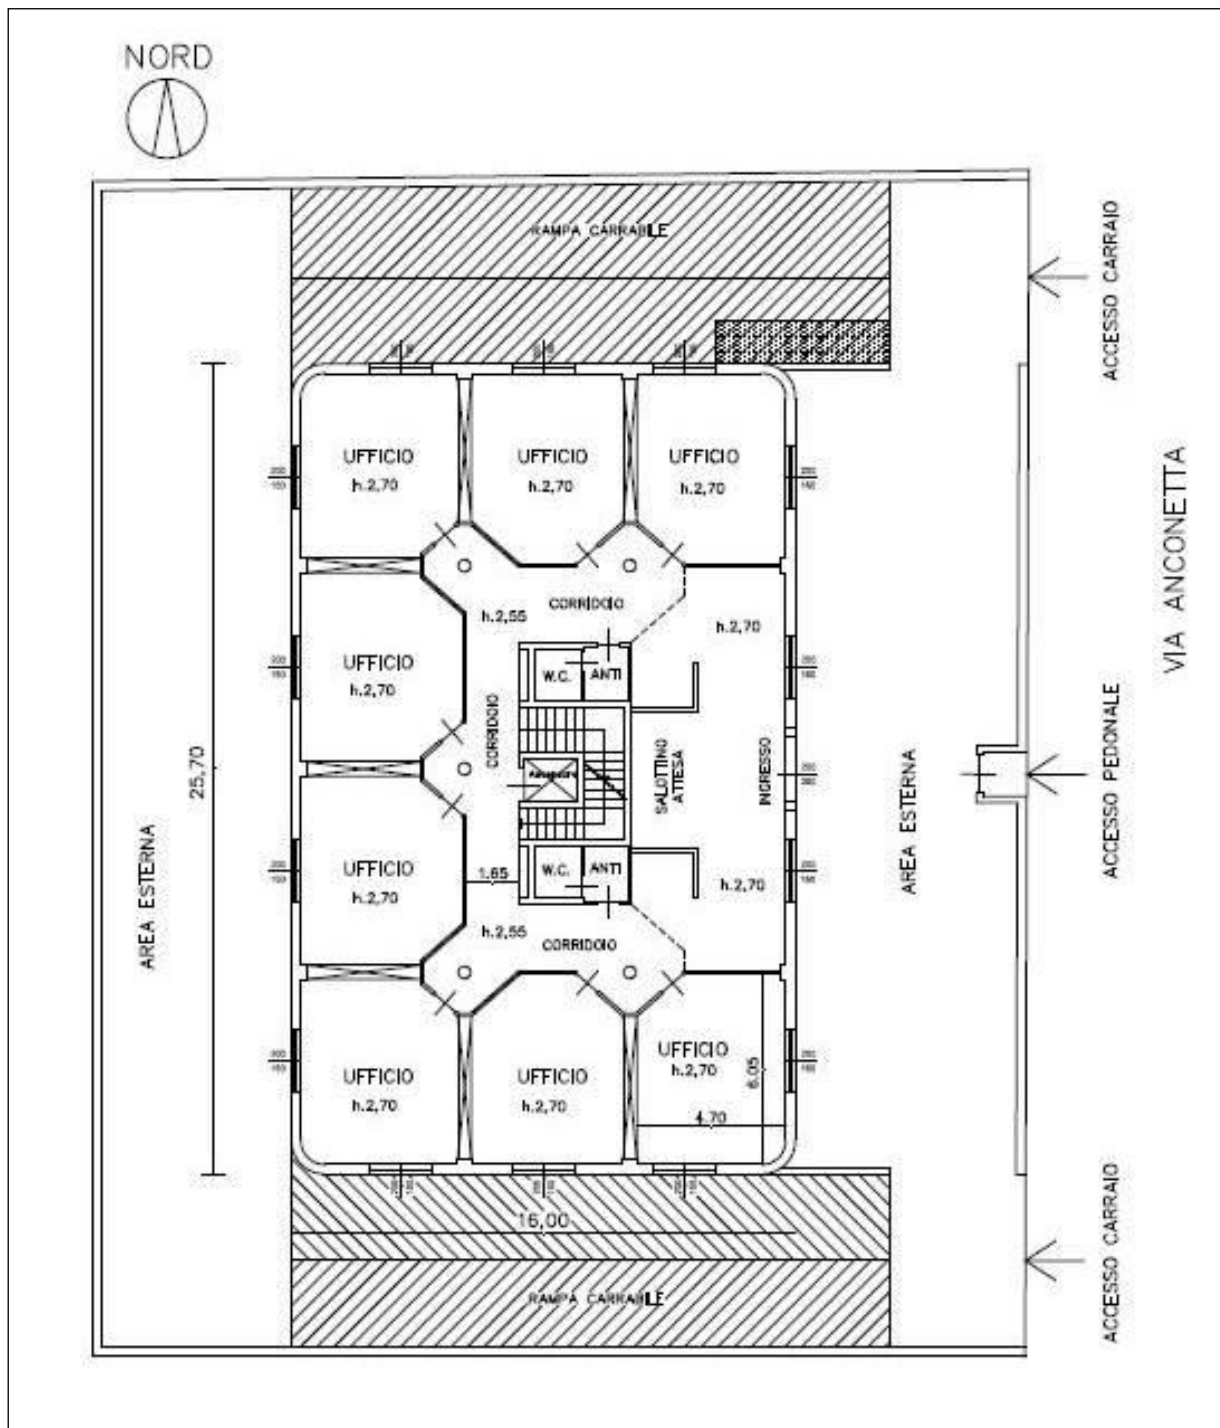 NORD
RAMPA CARRABILE
ACCESSO CARRAIO
UFFICIO
h.2,70
UFFICIO
h.2,70
UFFICIO
h.2,70
VIA ANCONETTA
CORRIDOIO
h.2,55
h.2,70
UFFICIO
h.2,70
W.C.
ANTI
CORRIDOIO
SALOTTINO
ATTESA
INGRESSO
25,70
AREA ESTERNA
AREA ESTERNA
ACCESSO PEDONALE
UFFICIO
h.2,70
1.65
W.C.
ANTI
h.2,70
h.2,55
CORRIDOIO
UFFICIO
h.2,70
UFFICIO
h.2,70
UFFICIO
h.2,70
6.05
4.70
16,00
RAMPA CARRABILE
ACCESSO CARRAIO